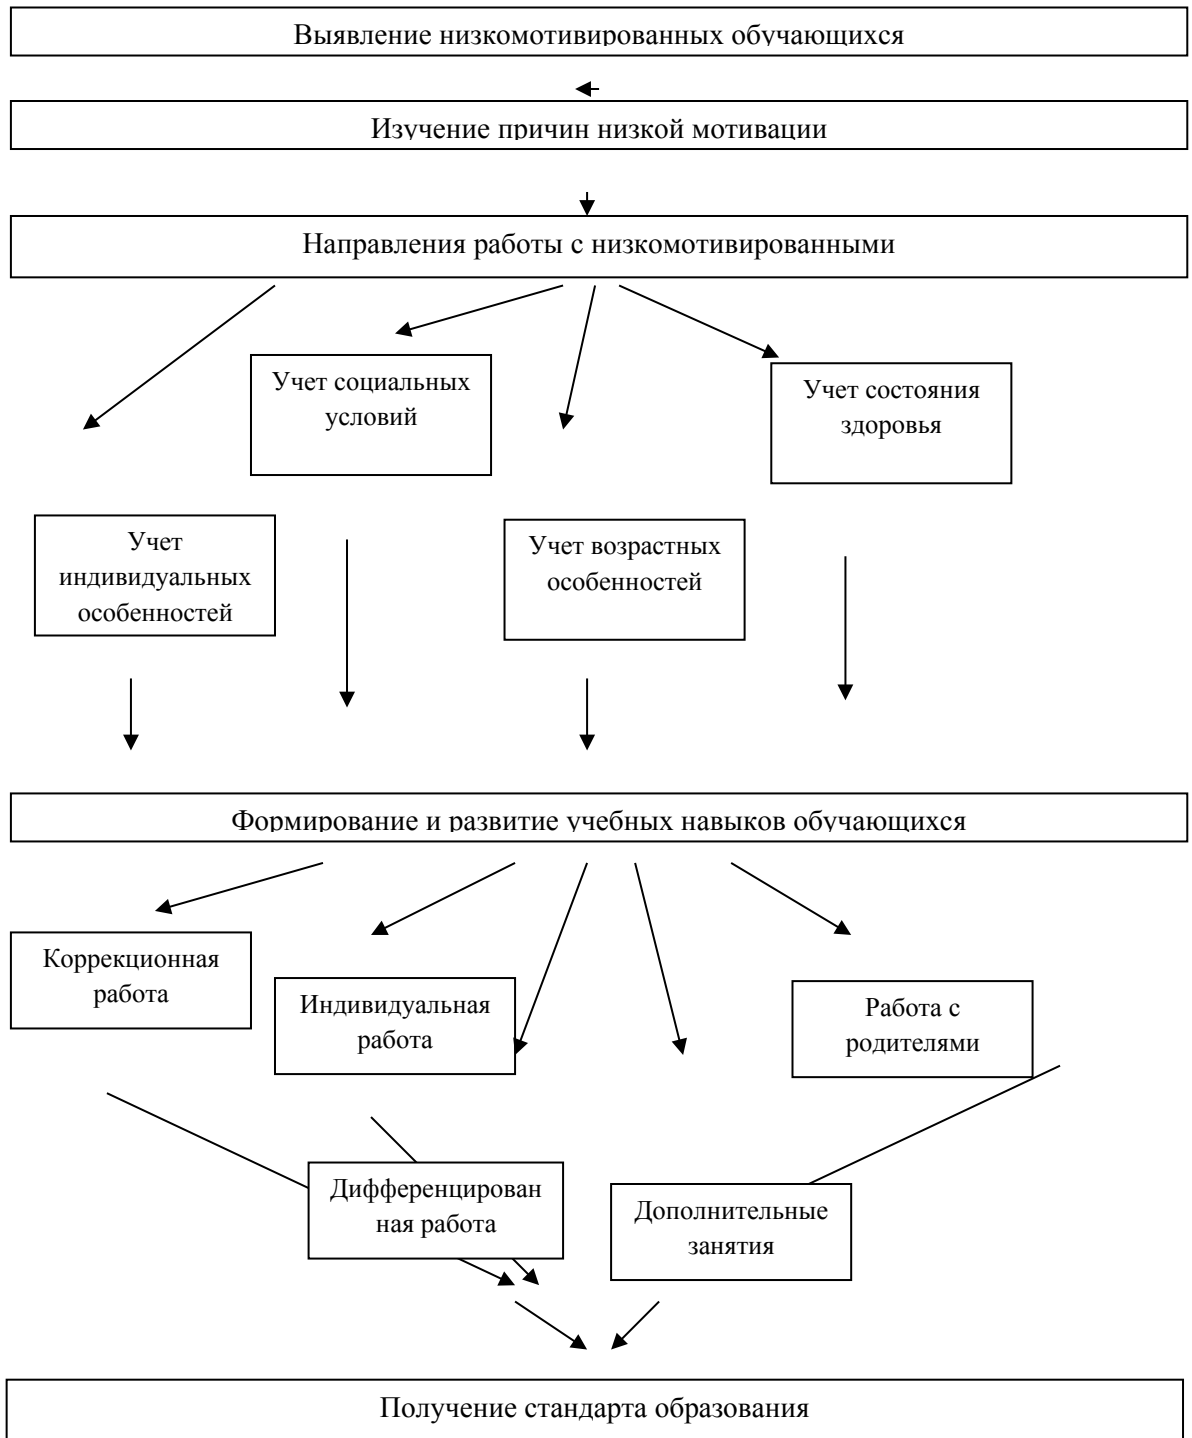 Выявление низкомотивированных обучающихся
Изучение причин низкой мотивации
Направления работы с низкомотивированными
Учет социальных
условий
Учет состояния
здоровья
Учет
индивидуальных
особенностей
Учет возрастных
особенностей
Формирование и развитие учебных навыков обучающихся
Коррекционная
работа
Индивидуальная
работа
Работа с
родителями
Дифференцирован
ная работа
Дополнительные
занятия
Получение стандарта образования